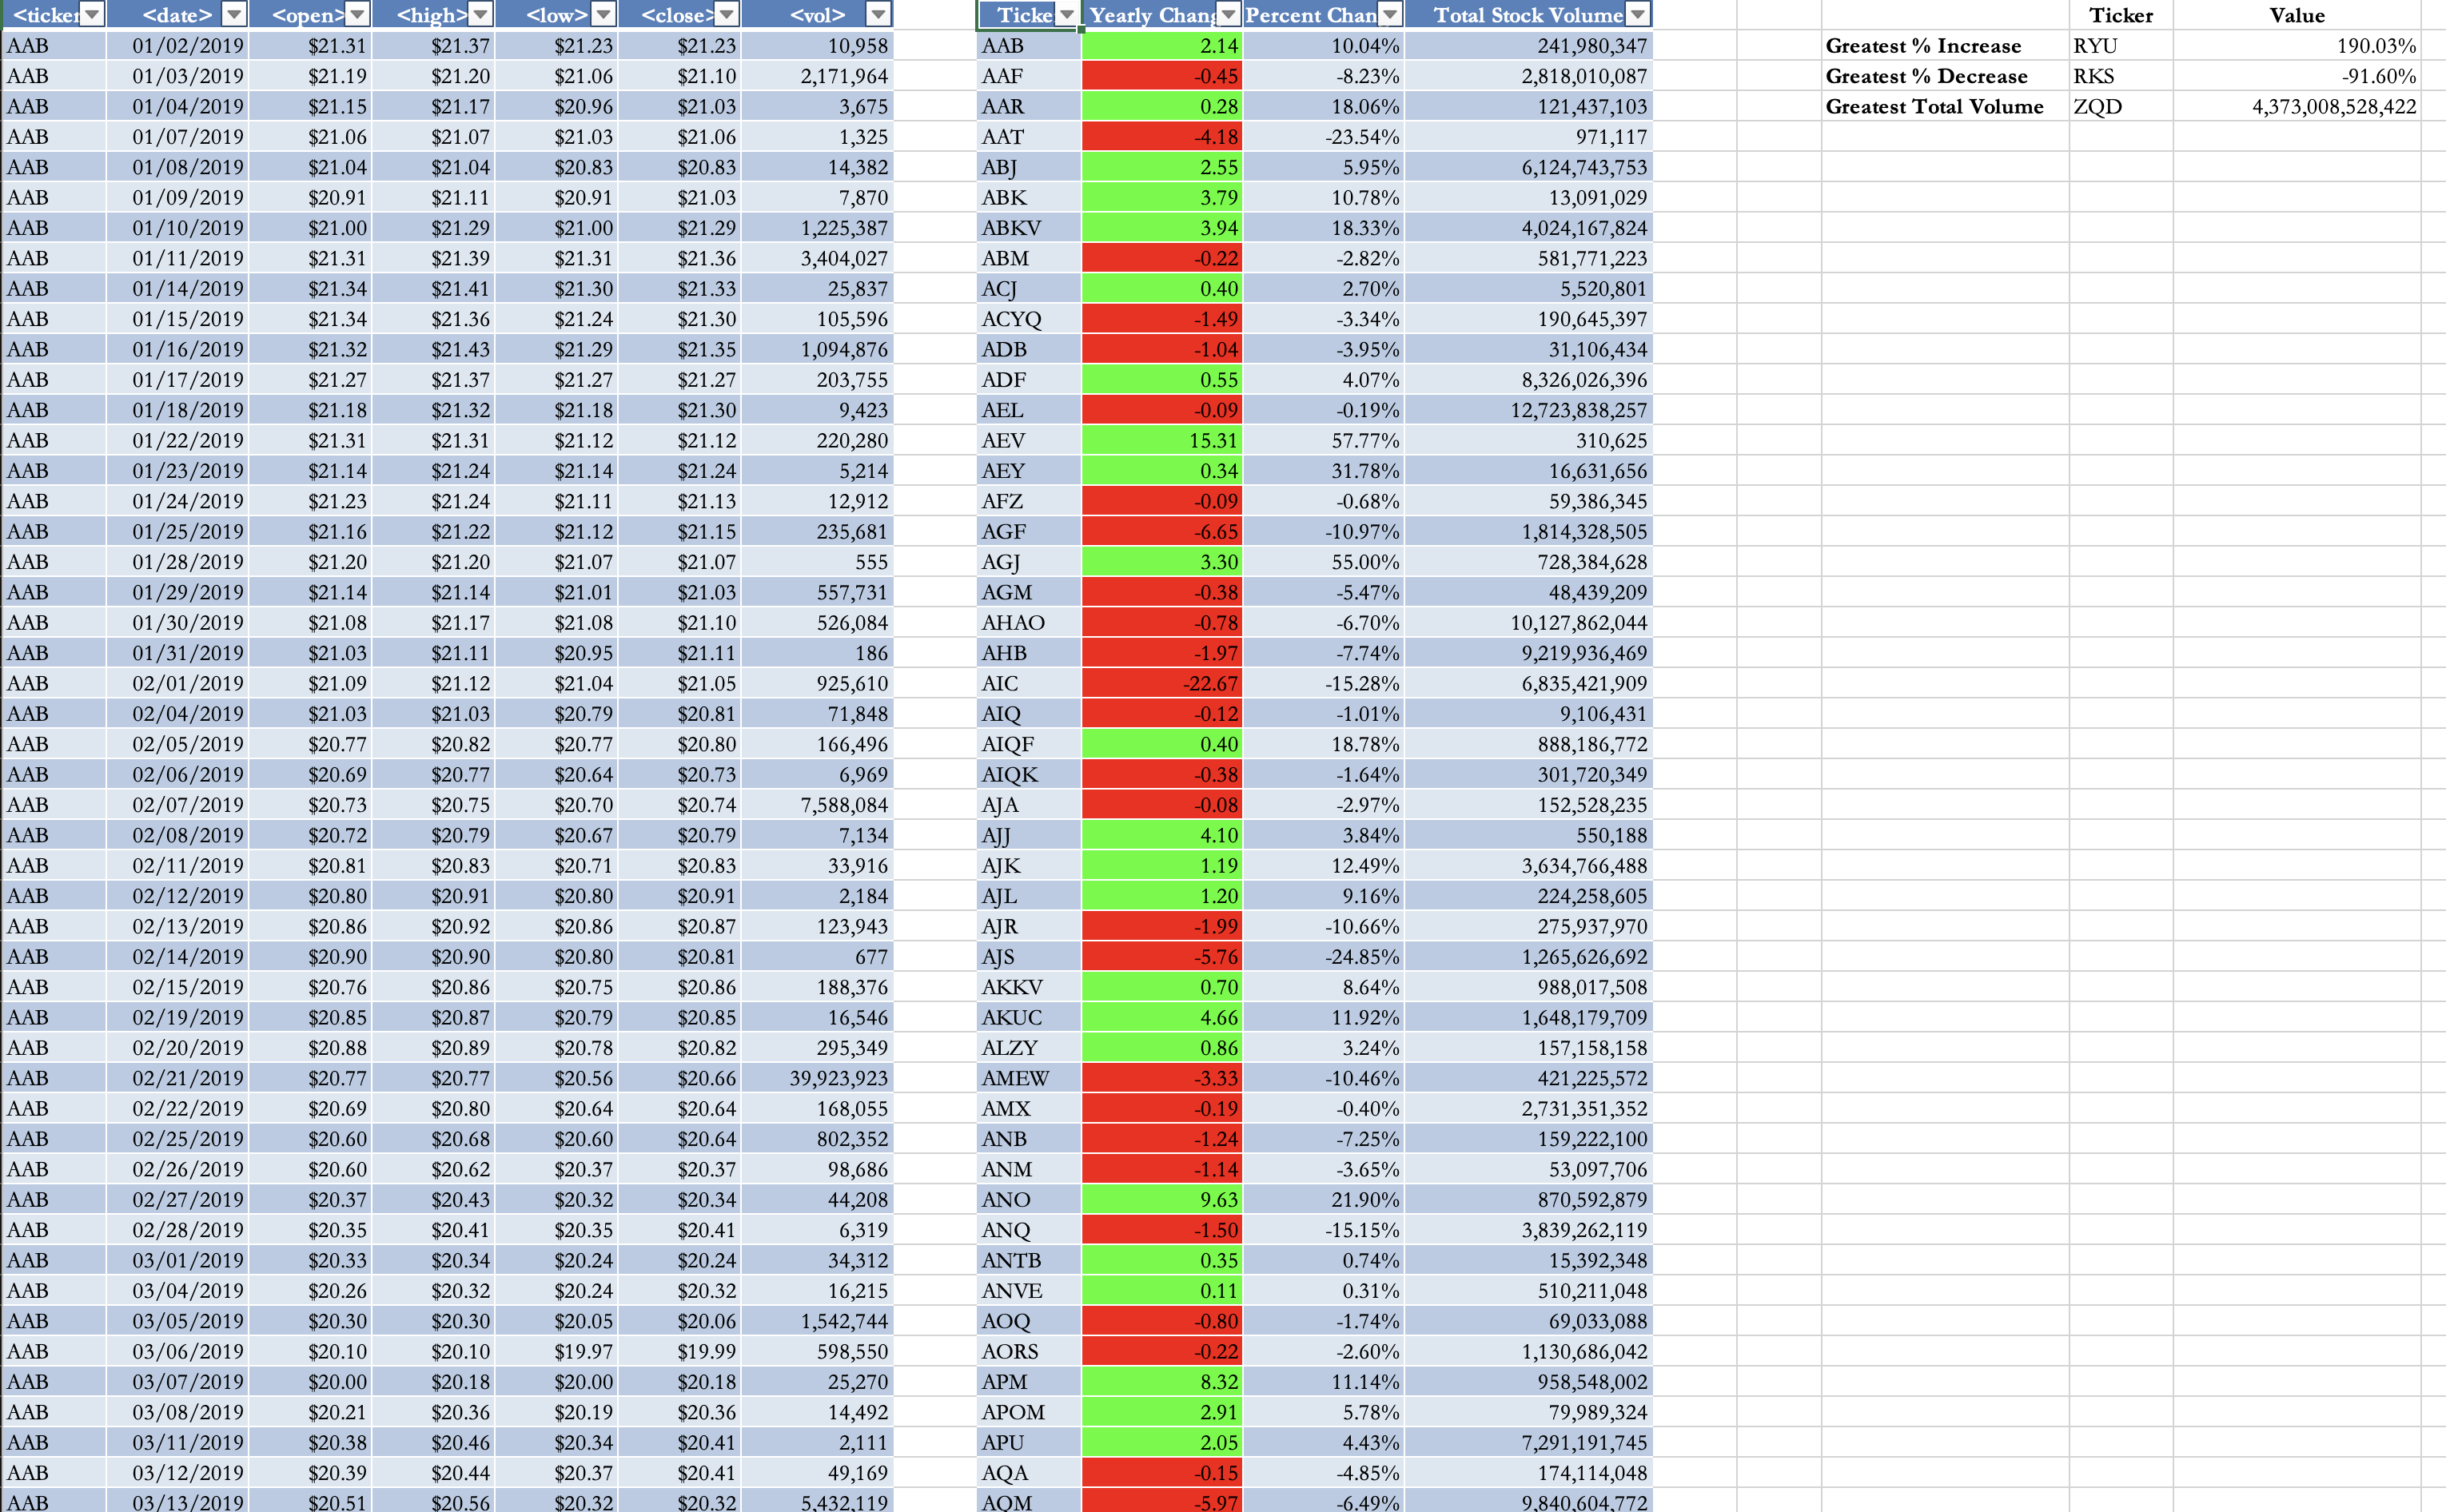 <ticker <date> <open> <high> <low> <close> <vol> Ticke Yearly Chang Percent Chan Total Stock Volume Ticker Value
AAB 01/02/2019 $21.31 $21.37 $21.23 $21.23 10,958 AAB 2.14 10.04% 241,980,347 Greatest % Increase RYU 190.03%
AAB 01/03/2019 $21.19 $21.20 $21.06 $21.10 2,171,964 AAF -0.45 -8.23% 2,818,010,087 Greatest % Decrease RKS -91.60%
AAB 01/04/2019 $21.15 $21.17 $20.96 $21.03 3,675 AAR 0.28 18.06% 121,437,103 Greatest Total Volume ZQD 4,373,008,528,422
AAB 01/07/2019 $21.06 $21.07 $21.03 $21.06 1,325 AAT -4.18 -23.54% 971,117
AAB 01/08/2019 $21.04 $21.04 $20.83 $20.83 14,382 ABJ 2.55 5.95% 6,124,743,753
AAB 01/09/2019 $20.91 $21.11 $20.91 $21.03 7,870 ABK 3.79 10.78% 13,091,029
AAB 01/10/2019 $21.00 $21.29 $21.00 $21.29 1,225,387 ABKV 3.94 18.33% 4,024,167,824
AAB 01/11/2019 $21.31 $21.39 $21.31 $21.36 3,404,027 ABM -0.22 -2.82% 581,771,223
AAB 01/14/2019 $21.34 $21.41 $21.30 $21.33 25,837 ACJ 0.40 2.70% 5,520,801
AAB 01/15/2019 $21.34 $21.36 $21.24 $21.30 105,596 ACYQ -1.49 -3.34% 190,645,397
AAB 01/16/2019 $21.32 $21.43 $21.29 $21.35 1,094,876 ADB -1.04 -3.95% 31,106,434
AAB 01/17/2019 $21.27 $21.37 $21.27 $21.27 203,755 ADF 0.55 4.07% 8,326,026,396
AAB 01/18/2019 $21.18 $21.32 $21.18 $21.30 9,423 AEL -0.09 -0.19% 12,723,838,257
AAB 01/22/2019 $21.31 $21.31 $21.12 $21.12 220,280 AEV 15.31 57.77% 310,625
AAB 01/23/2019 $21.14 $21.24 $21.14 $21.24 5,214 AEY 0.34 31.78% 16,631,656
AAB 01/24/2019 $21.23 $21.24 $21.11 $21.13 12,912 AFZ -0.09 -0.68% 59,386,345
AAB 01/25/2019 $21.16 $21.22 $21.12 $21.15 235,681 AGF -6.65 -10.97% 1,814,328,505
AAB 01/28/2019 $21.20 $21.20 $21.07 $21.07 555 AGJ 3.30 55.00% 728,384,628
AAB 01/29/2019 $21.14 $21.14 $21.01 $21.03 557,731 AGM -0.38 -5.47% 48,439,209
AAB 01/30/2019 $21.08 $21.17 $21.08 $21.10 526,084 AHAO -0.78 -6.70% 10,127,862,044
AAB 01/31/2019 $21.03 $21.11 $20.95 $21.11 186 AHB -1.97 -7.74% 9,219,936,469
AAB 02/01/2019 $21.09 $21.12 $21.04 $21.05 925,610 AIC -22.67 -15.28% 6,835,421,909
AAB 02/04/2019 $21.03 $21.03 $20.79 $20.81 71,848 AIQ -0.12 -1.01% 9,106,431
AAB 02/05/2019 $20.77 $20.82 $20.77 $20.80 166,496 AIQF 0.40 18.78% 888,186,772
AAB 02/06/2019 $20.69 $20.77 $20.64 $20.73 6,969 AIQK -0.38 -1.64% 301,720,349
AAB 02/07/2019 $20.73 $20.75 $20.70 $20.74 7,588,084 AJA -0.08 -2.97% 152,528,235
AAB 02/08/2019 $20.72 $20.79 $20.67 $20.79 7,134 AJJ 4.10 3.84% 550,188
AAB 02/11/2019 $20.81 $20.83 $20.71 $20.83 33,916 AJK 1.19 12.49% 3,634,766,488
AAB 02/12/2019 $20.80 $20.91 $20.80 $20.91 2,184 AJL 1.20 9.16% 224,258,605
AAB 02/13/2019 $20.86 $20.92 $20.86 $20.87 123,943 AJR -1.99 -10.66% 275,937,970
AAB 02/14/2019 $20.90 $20.90 $20.80 $20.81 677 AJS -5.76 -24.85% 1,265,626,692
AAB 02/15/2019 $20.76 $20.86 $20.75 $20.86 188,376 AKKV 0.70 8.64% 988,017,508
AAB 02/19/2019 $20.85 $20.87 $20.79 $20.85 16,546 AKUC 4.66 11.92% 1,648,179,709
AAB 02/20/2019 $20.88 $20.89 $20.78 $20.82 295,349 ALZY 0.86 3.24% 157,158,158
AAB 02/21/2019 $20.77 $20.77 $20.56 $20.66 39,923,923 AMEW -3.33 -10.46% 421,225,572
AAB 02/22/2019 $20.69 $20.80 $20.64 $20.64 168,055 AMX -0.19 -0.40% 2,731,351,352
AAB 02/25/2019 $20.60 $20.68 $20.60 $20.64 802,352 ANB -1.24 -7.25% 159,222,100
AAB 02/26/2019 $20.60 $20.62 $20.37 $20.37 98,686 ANM -1.14 -3.65% 53,097,706
AAB 02/27/2019 $20.37 $20.43 $20.32 $20.34 44,208 ANO 9.63 21.90% 870,592,879
AAB 02/28/2019 $20.35 $20.41 $20.35 $20.41 6,319 ANQ -1.50 -15.15% 3,839,262,119
AAB 03/01/2019 $20.33 $20.34 $20.24 $20.24 34,312 ANTB 0.35 0.74% 15,392,348
AAB 03/04/2019 $20.26 $20.32 $20.24 $20.32 16,215 ANVE 0.11 0.31% 510,211,048
AAB 03/05/2019 $20.30 $20.30 $20.05 $20.06 1,542,744 AOQ -0.80 -1.74% 69,033,088
AAB 03/06/2019 $20.10 $20.10 $19.97 $19.99 598,550 AORS -0.22 -2.60% 1,130,686,042
AAB 03/07/2019 $20.00 $20.18 $20.00 $20.18 25,270 APM 8.32 11.14% 958,548,002
AAB 03/08/2019 $20.21 $20.36 $20.19 $20.36 14,492 APOM 2.91 5.78% 79,989,324
AAB 03/11/2019 $20.38 $20.46 $20.34 $20.41 2,111 APU 2.05 4.43% 7,291,191,745
AAB 03/12/2019 $20.39 $20.44 $20.37 $20.41 49,169 AQA -0.15 -4.85% 174,114,048
AAB 03/13/2019 $20.51 $20.56 $20.32 $20.32 5,432,119 AQM -5.97 -6.49% 9,840,604,772